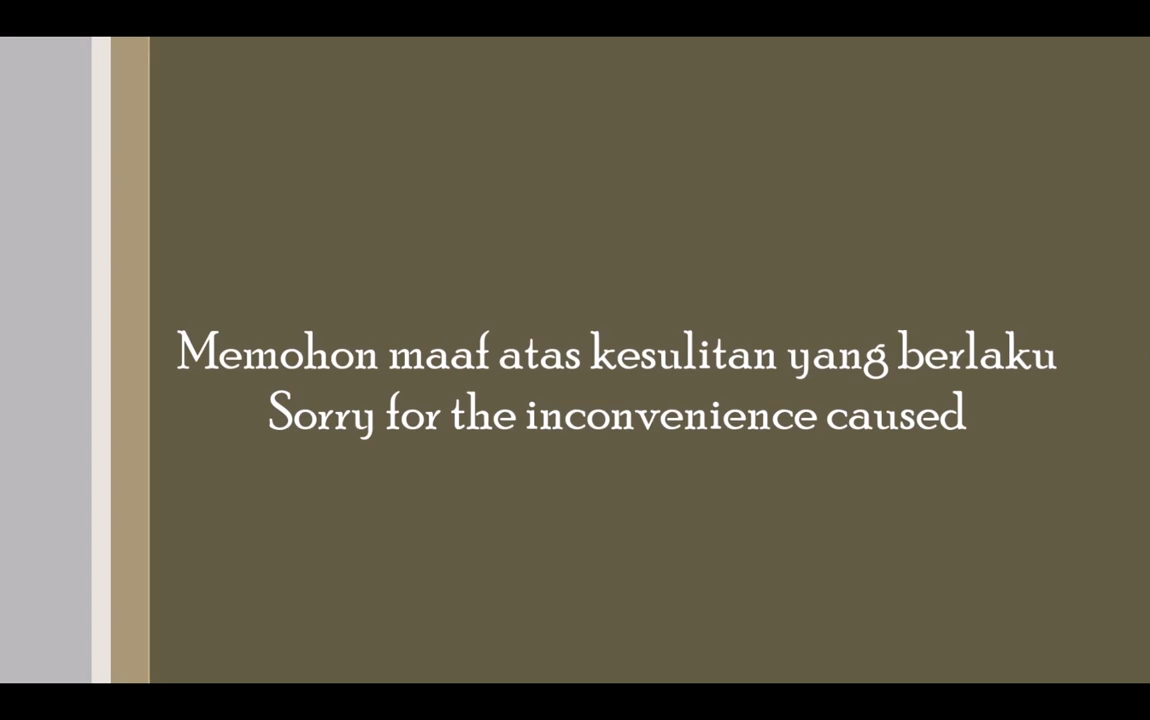 Memohon maaf atas kesulitan yang berlaku
Sorry for the inconvenience caused